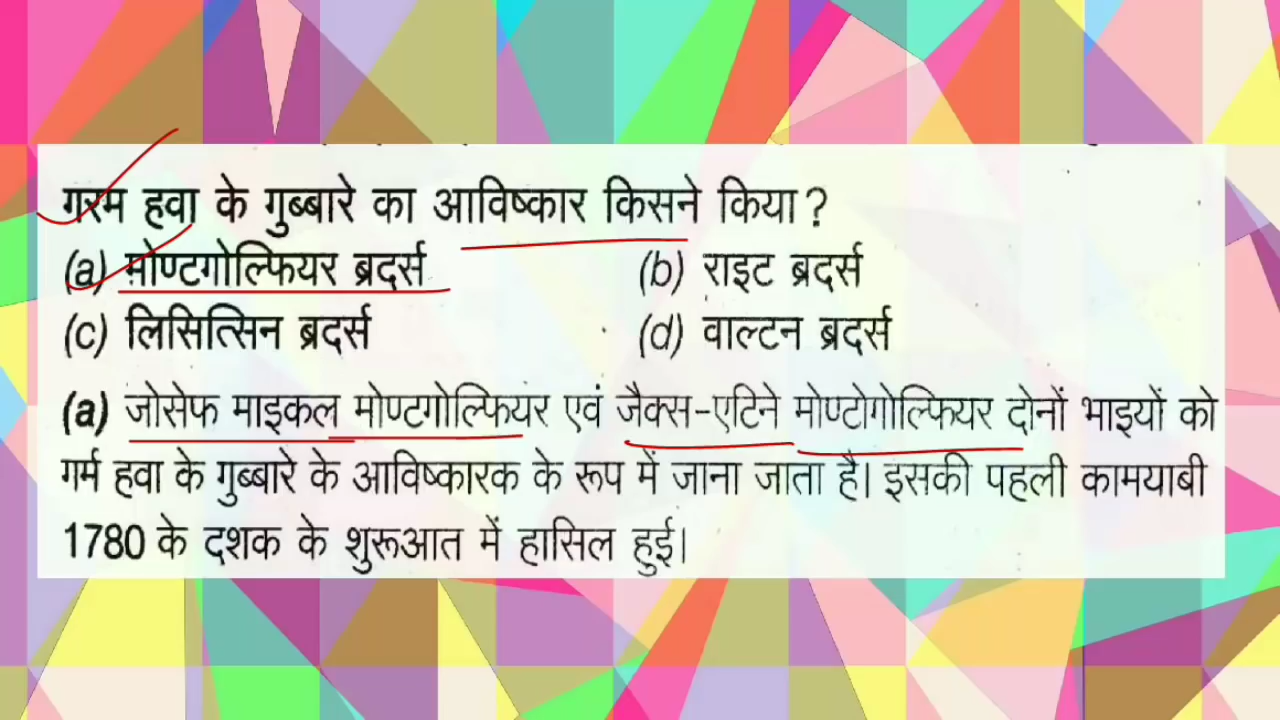 गरम हवा के गुब्बारे का आविष्कार किसने किया?
(a) मोण्टगोल्फियर ब्रदर्स (b) राइट ब्रदर्स
(c) लिसित्सिन ब्रदर्स (d) वाल्टन ब्रदर्स
(a) जोसेफ माइकल मोण्टगोल्फियर एवं जैक्स-एटिने मोण्टोगोल्फियर दोनों भाइयों को
गर्म हवा के गुब्बारे के आविष्कारक के रूप में जाना जाता है। इसकी पहली कामयाबी
1780 के दशक के शुरूआत में हासिल हुई।